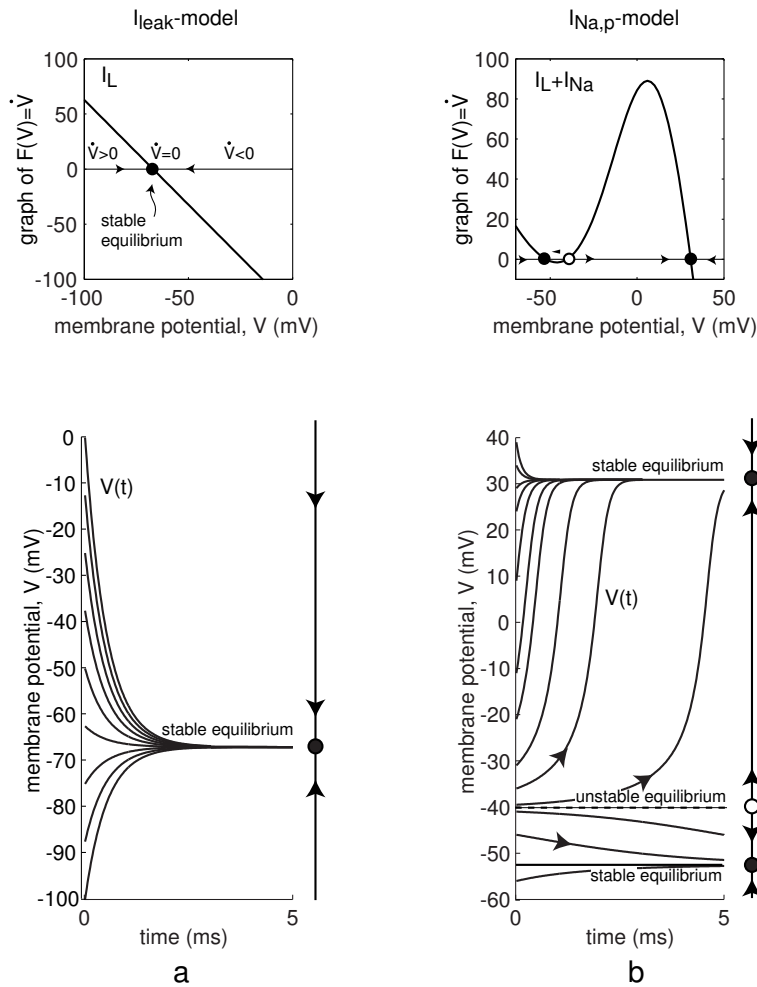 I_leak-model
graph of F(V)=V̇
100
50
0
-50
-100
I_L
V̇>0
V̇=0
V̇<0
stable
equilibrium
-100
-50
0
membrane potential, V (mV)
I_Na,p-model
graph of F(V)=V̇
100
80
60
40
20
0
I_L+I_Na
-50
0
50
membrane potential, V (mV)
membrane potential, V (mV)
0
-10
-20
-30
-40
-50
-60
-70
-80
-90
-100
V(t)
stable equilibrium
0
5
time (ms)
a
membrane potential, V (mV)
40
30
20
10
0
-10
-20
-30
-40
-50
-60
stable equilibrium
V(t)
unstable equilibrium
stable equilibrium
0
5
time (ms)
b